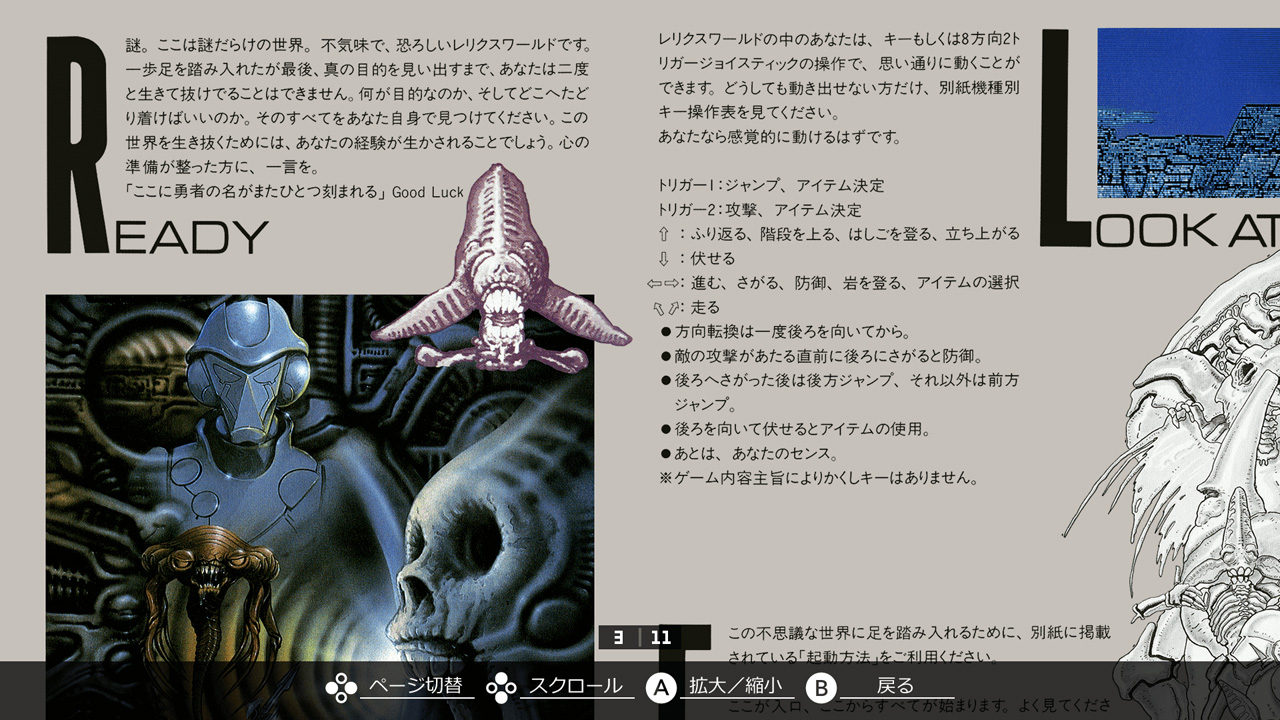 READY
謎。ここは謎だらけの世界。不気味で、恐ろしいレリクスワールドです。
一歩足を踏み入れたが最後、真の目的を見い出すまで、あなたは二度
と生きて抜けでることはできません。何が目的なのか、そしてどこへたど
り着けばいいのか。そのすべてをあなた自身で見つけてください。この
世界を生き抜くためには、あなたの経験が生かされることでしょう。心の
準備が整った方に、一言を。
「ここに勇者の名がまたひとつ刻まれる」Good Luck
レリクスワールドの中のあなたは、キーもしくは8方向2ト
リガージョイスティックの操作で、思い通りに動くことが
できます。どうしても動き出せない方だけ、別紙機種別
キー操作表を見てください。
あなたなら感覚的に動けるはずです。
トリガー1:ジャンプ、アイテム決定
トリガー2:攻撃、アイテム決定
⇧:ふり返る、階段を上る、はしごを登る、立ち上がる
⇩:伏せる
⇦⇨:進む、さがる、防御、岩を登る、アイテムの選択
⇖⇗:走る
●方向転換は一度後ろを向いてから。
●敵の攻撃があたる直前に後ろにさがると防御。
●後ろへさがった後は後方ジャンプ、それ以外は前方
ジャンプ。
●後ろを向いて伏せるとアイテムの使用。
●あとは、あなたのセンス。
※ゲーム内容主旨によりかくしキーはありません。
LOOK AT
この不思議な世界に足を踏み入れるために、別紙に掲載
されている「起動方法」をご利用ください。
ここが入口、ここからすべてが始まります。よく見てくださ
3 | 11
ページ切替 スクロール A 拡大／縮小 B 戻る